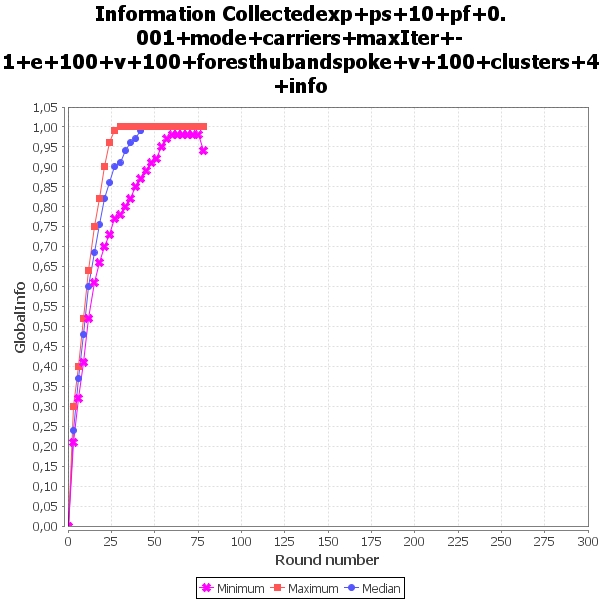 Information Collectedexp+ps+10+pf+0.
001+mode+carriers+maxIter+-
1+e+100+v+100+foresthubandspoke+v+100+clusters+4
+info
1,05
1,00
0,95
0,90
0,85
0,80
0,75
0,70
0,65
0,60
0,55
0,50
0,45
0,40
0,35
0,30
0,25
0,20
0,15
0,10
0,05
0,00
GlobalInfo
0 25 50 75 100 125 150 175 200 225 250 275 300
Round number
Minimum Maximum Median